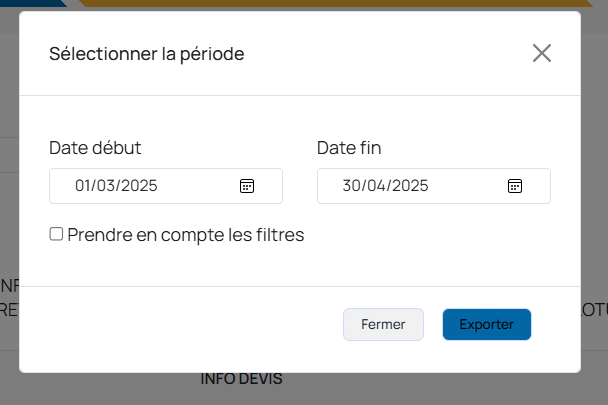 Sélectionner la période
Date début Date fin
01/03/2025 30/04/2025
Prendre en compte les filtres
Fermer Exporter
INFO DEVIS